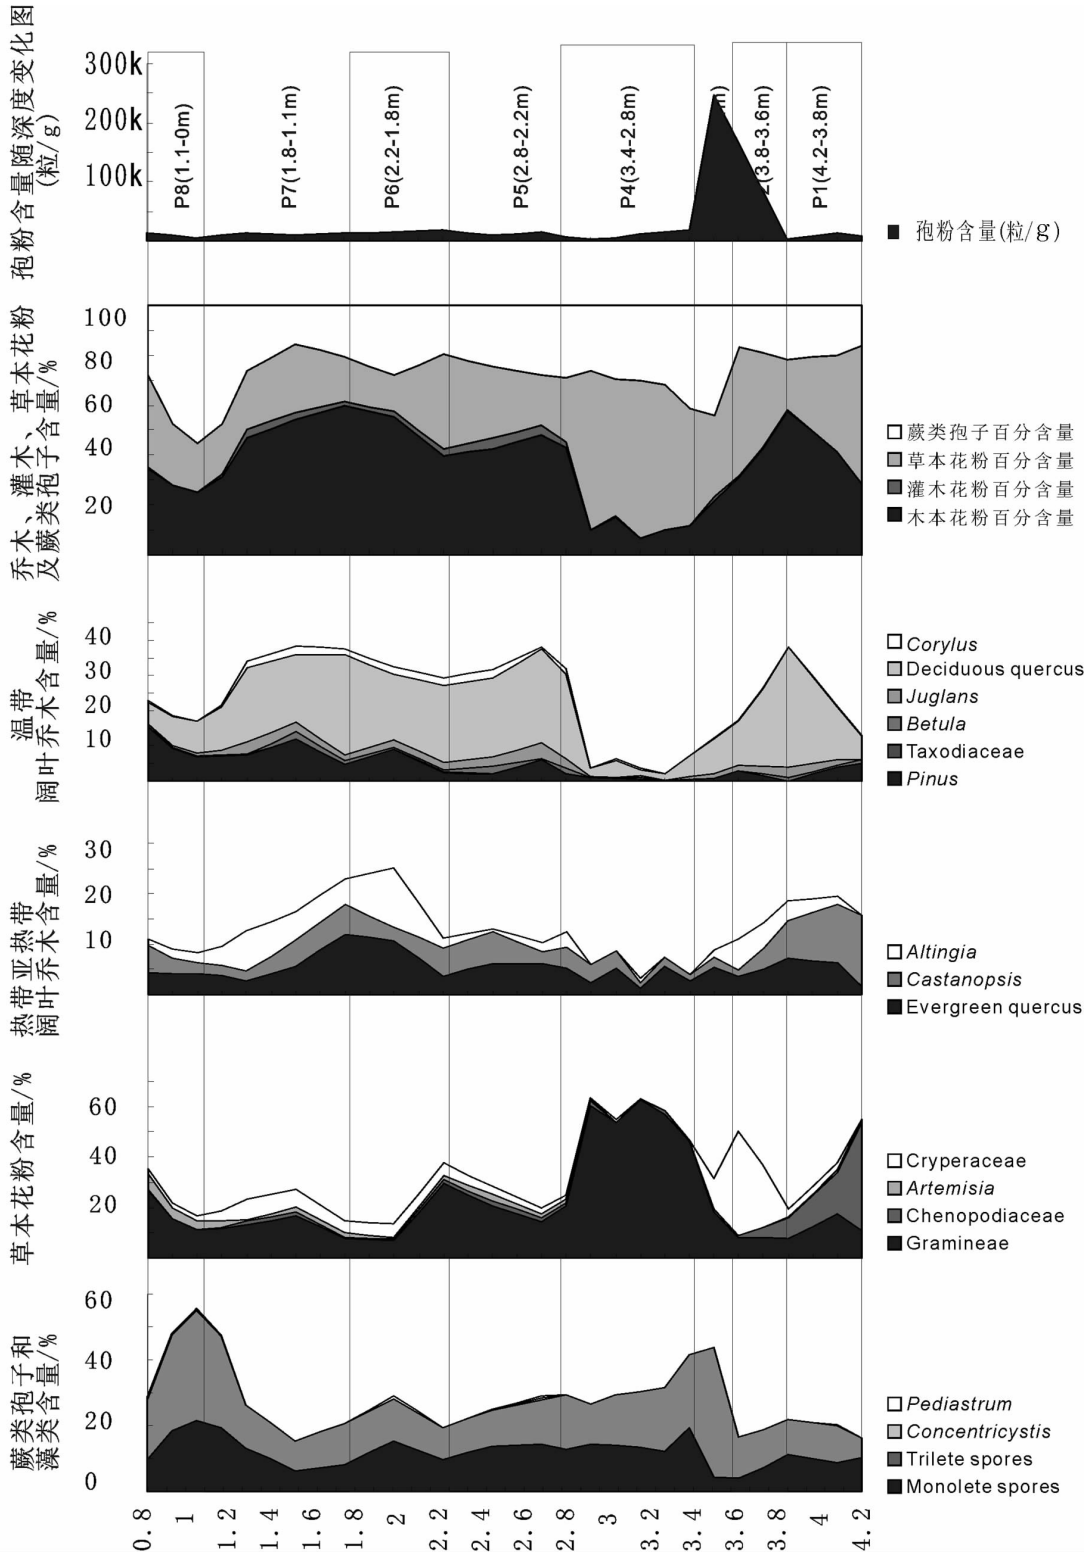 孢粉含量随深度变化图
(粒/g)
300k
200k
100k
P8(1.1-0m)
P7(1.8-1.1m)
P6(2.2-1.8m)
P5(2.8-2.2m)
P4(3.4-2.8m)
2(3.8-3.6m)
P1(4.2-3.8m)
孢粉含量(粒/g)
乔木、灌木、草本花粉
及蕨类孢子含量/%
100
80
60
40
20
蕨类孢子百分含量
草本花粉百分含量
灌木花粉百分含量
木本花粉百分含量
温带
阔叶乔木含量/%
40
30
20
10
Corylus
Deciduous quercus
Juglans
Betula
Taxodiaceae
Pinus
热带亚热带
阔叶乔木含量/%
30
20
10
Altingia
Castanopsis
Evergreen quercus
草本花粉含量/%
60
40
20
Cryperaceae
Artemisia
Chenopodiaceae
Gramineae
蕨类孢子和
藻类含量/%
60
40
20
0
Pediastrum
Concentricystis
Trilete spores
Monolete spores
0.8 1 1.2 1.4 1.6 1.8 2 2.2 2.4 2.6 2.8 3 3.2 3.4 3.6 3.8 4 4.2